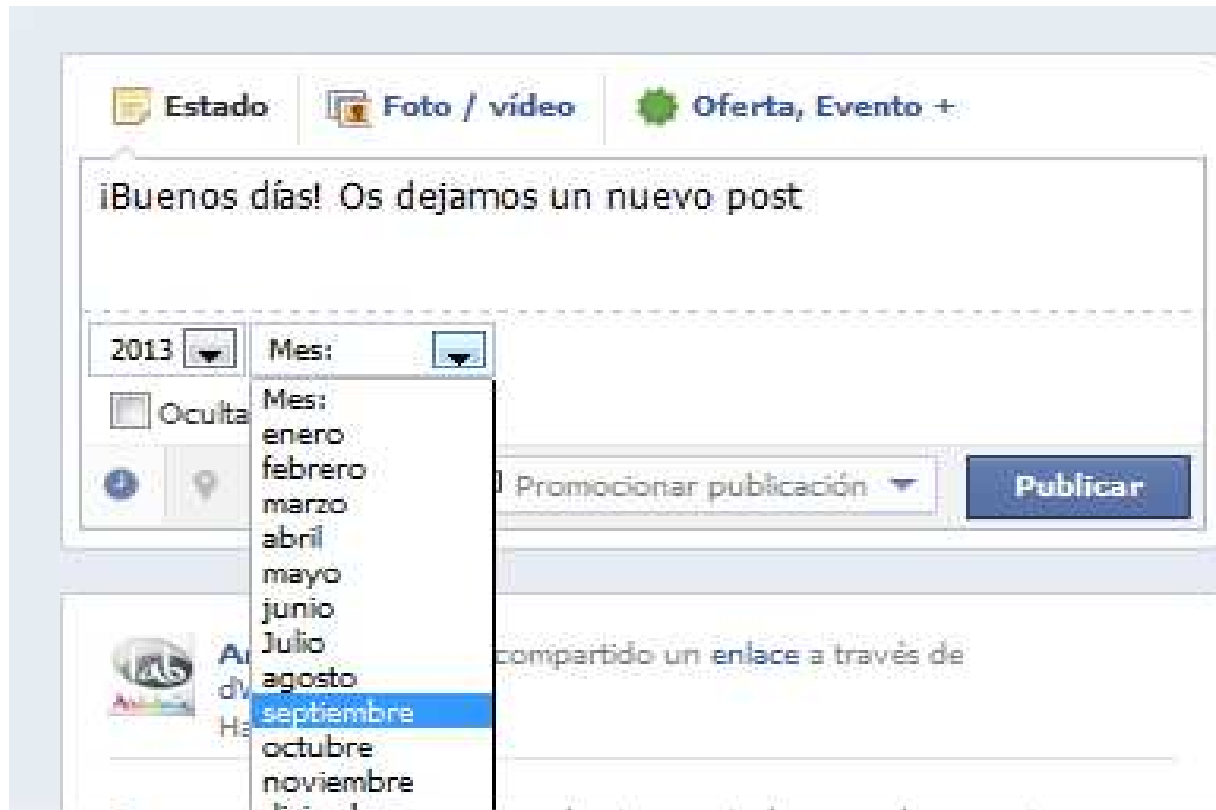 Estado Foto / vídeo Oferta, Evento +
¡Buenos días! Os dejamos un nuevo post
2013 Mes:
Mes:
enero
febrero
marzo
abril
mayo
junio
Julio
agosto
septiembre
octubre
noviembre
Oculta
Promocionar publicación Publicar
compartido un enlace a través de